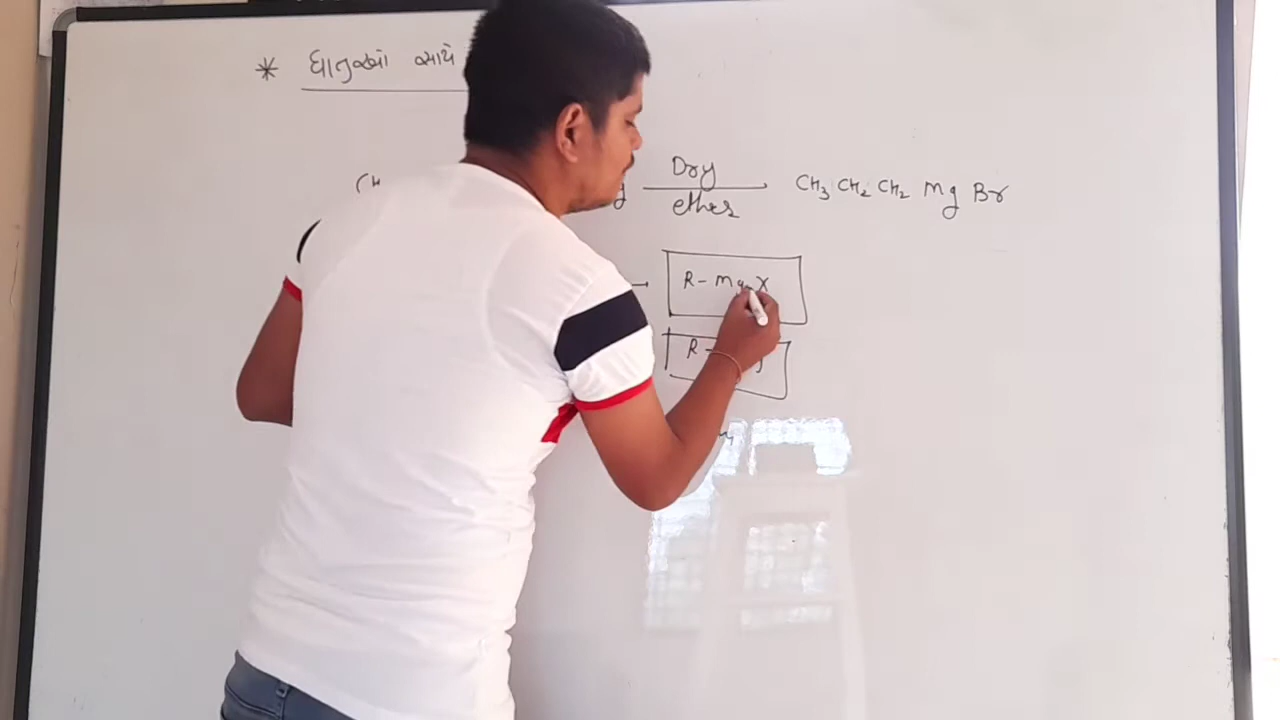 * ધાતુઓ સાથે
Dry
CH₃ CH₂ CH₂ Mg Br
ether
→ R - Mg - X
R -